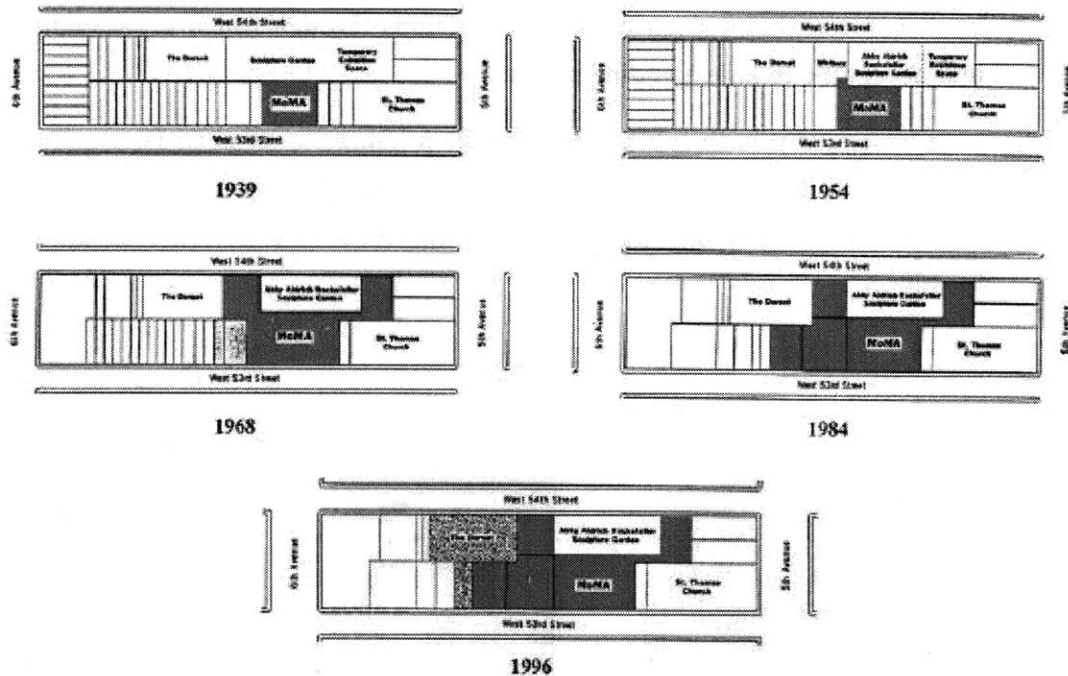 West 54th Street
6th Avenue
The Dorset
Sculpture Garden
Temporary
Exhibition
Space
5th Avenue
MoMA
St. Thomas
Church
West 53rd Street
1939
West 54th Street
6th Avenue
The Dorset
Whitney
Abby Aldrich
Rockefeller
Sculpture Garden
Temporary
Exhibition
Space
5th Avenue
MoMA
St. Thomas
Church
West 53rd Street
1954
West 54th Street
6th Avenue
The Dorset
Abby Aldrich Rockefeller
Sculpture Garden
5th Avenue
MoMA
St. Thomas
Church
West 53rd Street
1968
West 54th Street
6th Avenue
The Dorset
Abby Aldrich Rockefeller
Sculpture Garden
5th Avenue
MoMA
St. Thomas
Church
West 53rd Street
1984
West 54th Street
6th Avenue
The Dorset
Abby Aldrich Rockefeller
Sculpture Garden
5th Avenue
MoMA
St. Thomas
Church
West 53rd Street
1996